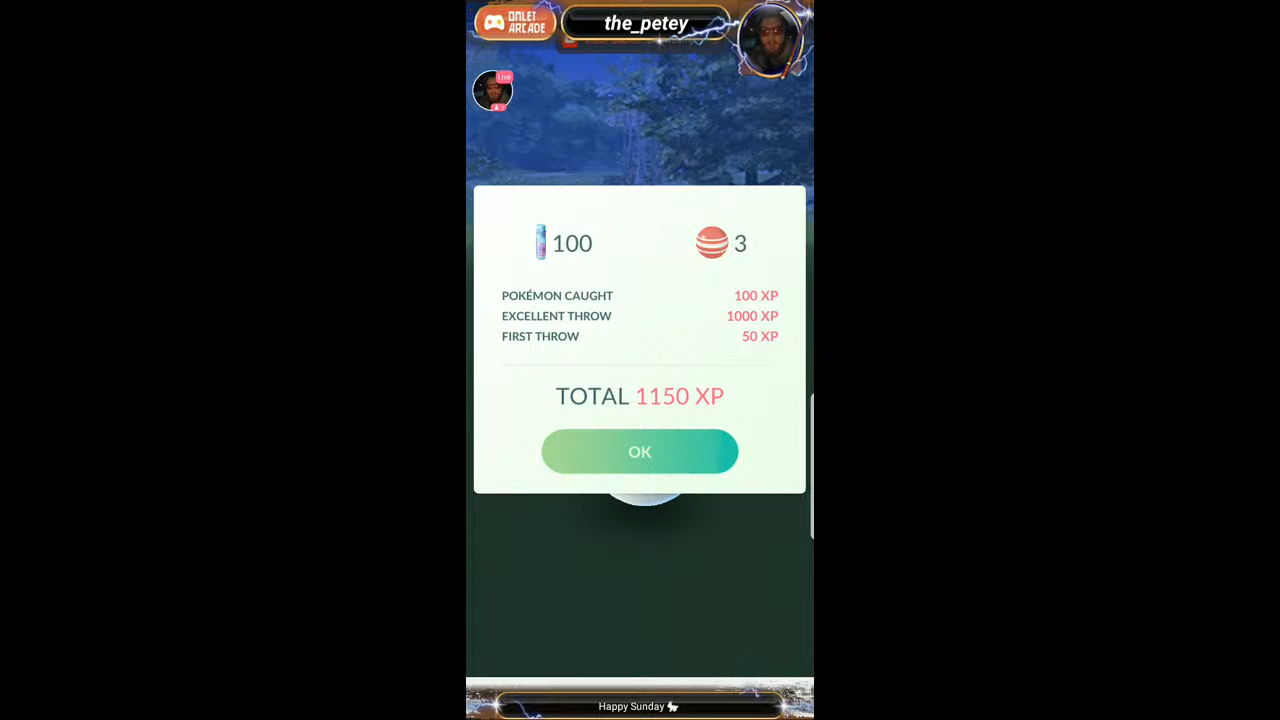 OMLET
ARCADE
the_petey
Live
100
3
POKÉMON CAUGHT 100 XP
EXCELLENT THROW 1000 XP
FIRST THROW 50 XP
TOTAL 1150 XP
OK
Happy Sunday